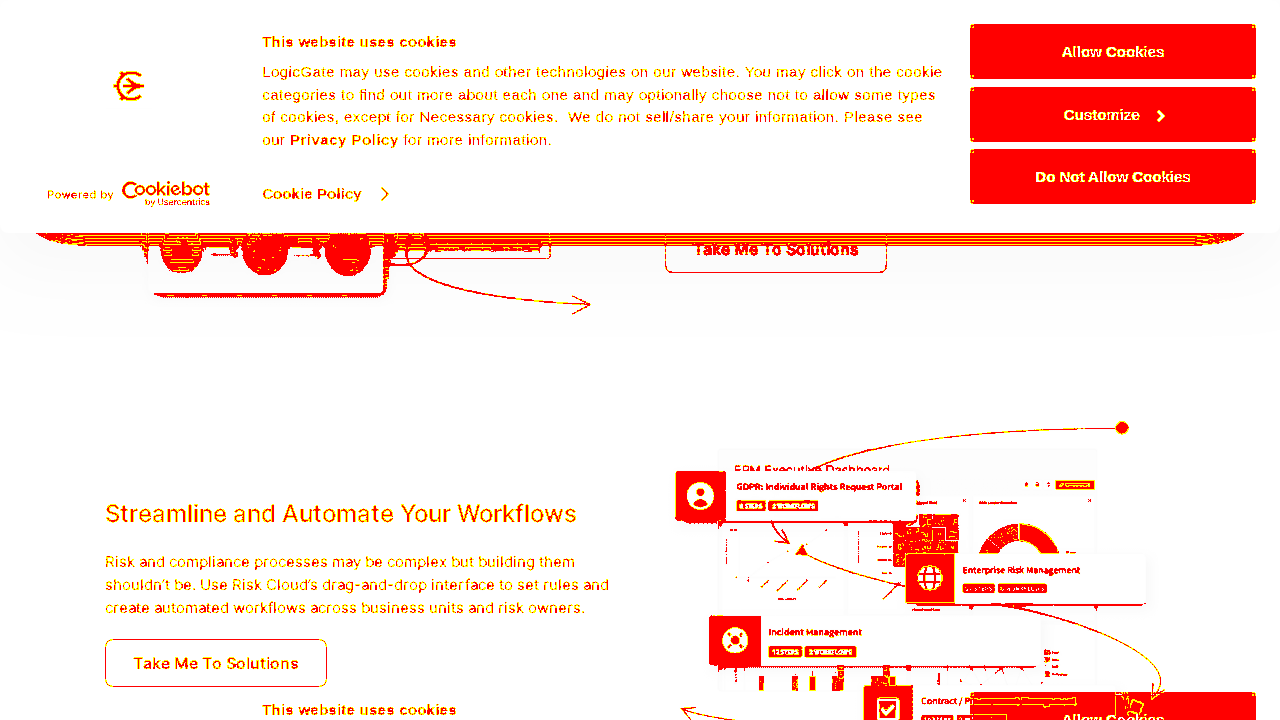 This website uses cookies
LogicGate may use cookies and other technologies on our website. You may click on the cookie
categories to find out more about each one and may optionally choose not to allow some types
of cookies, except for Necessary cookies.  We do not sell/share your information. Please see
our Privacy Policy for more information.
Allow Cookies
Customize
Do Not Allow Cookies
Powered by Cookiebot
by Usercentrics
Cookie Policy
Take Me To Solutions
Streamline and Automate Your Workflows
Risk and compliance processes may be complex but building them
shouldn't be. Use Risk Cloud's drag-and-drop interface to set rules and
create automated workflows across business units and risk owners.
Take Me To Solutions
Executive Dashboard
GDPR: Individual Rights Request Portal
Enterprise Risk Management
Incident Management
Contract /
This website uses cookies
Allow Cookies